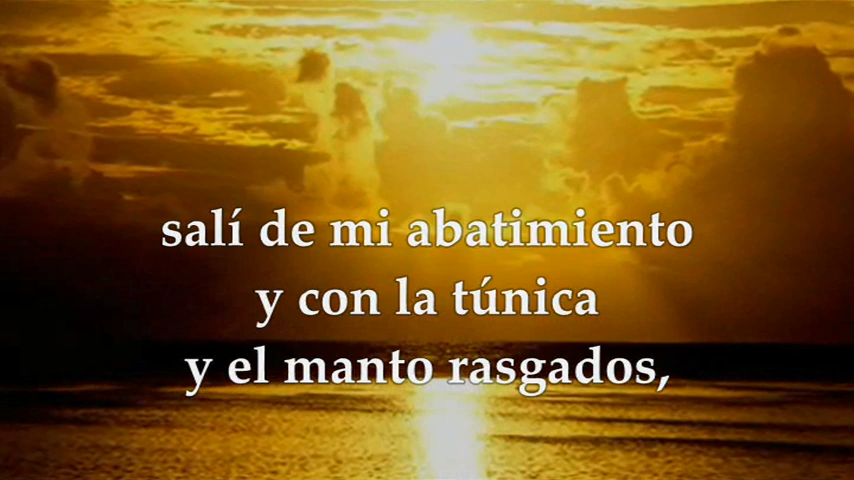 salí de mi abatimiento
y con la túnica
y el manto rasgados,